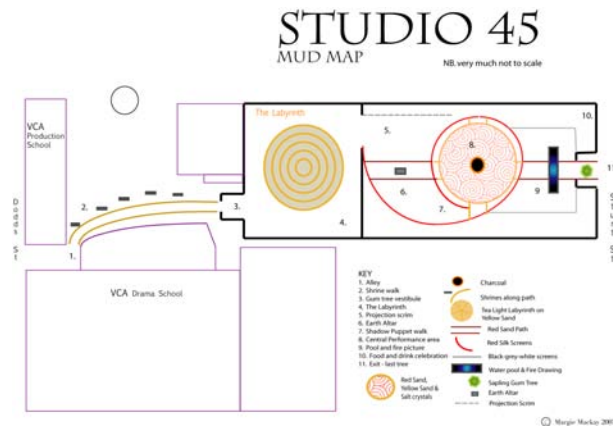 STUDIO 45
MUD MAP
NB. very much not to scale
VCA
Production
School
The Labyrinth
10.
5.
8.
11
2.
3.
6.
7.
9
4.
1.
Dodds St
VCA Drama School
KEY
1. Alley
2. Shrine walk
3. Gum tree vestibule
4. The Labyrinth
5. Projection scrim
6. Earth Altar
7. Shadow Puppet walk
8. Central Performance area
9. Pool and fire picture
10. Food and drink celebration
11. Exit - last tree
Red Sand,
Yellow Sand &
Salt crystals
Charcoal
Shrines along path
Tea Light Labyrinth on
Yellow Sand
Red Sand Path
Red Silk Screens
Black-grey-white screens
Water pool & Fire Drawing
Sapling Gum Tree
Earth Altar
Projection Scrim
© Margie Mackay